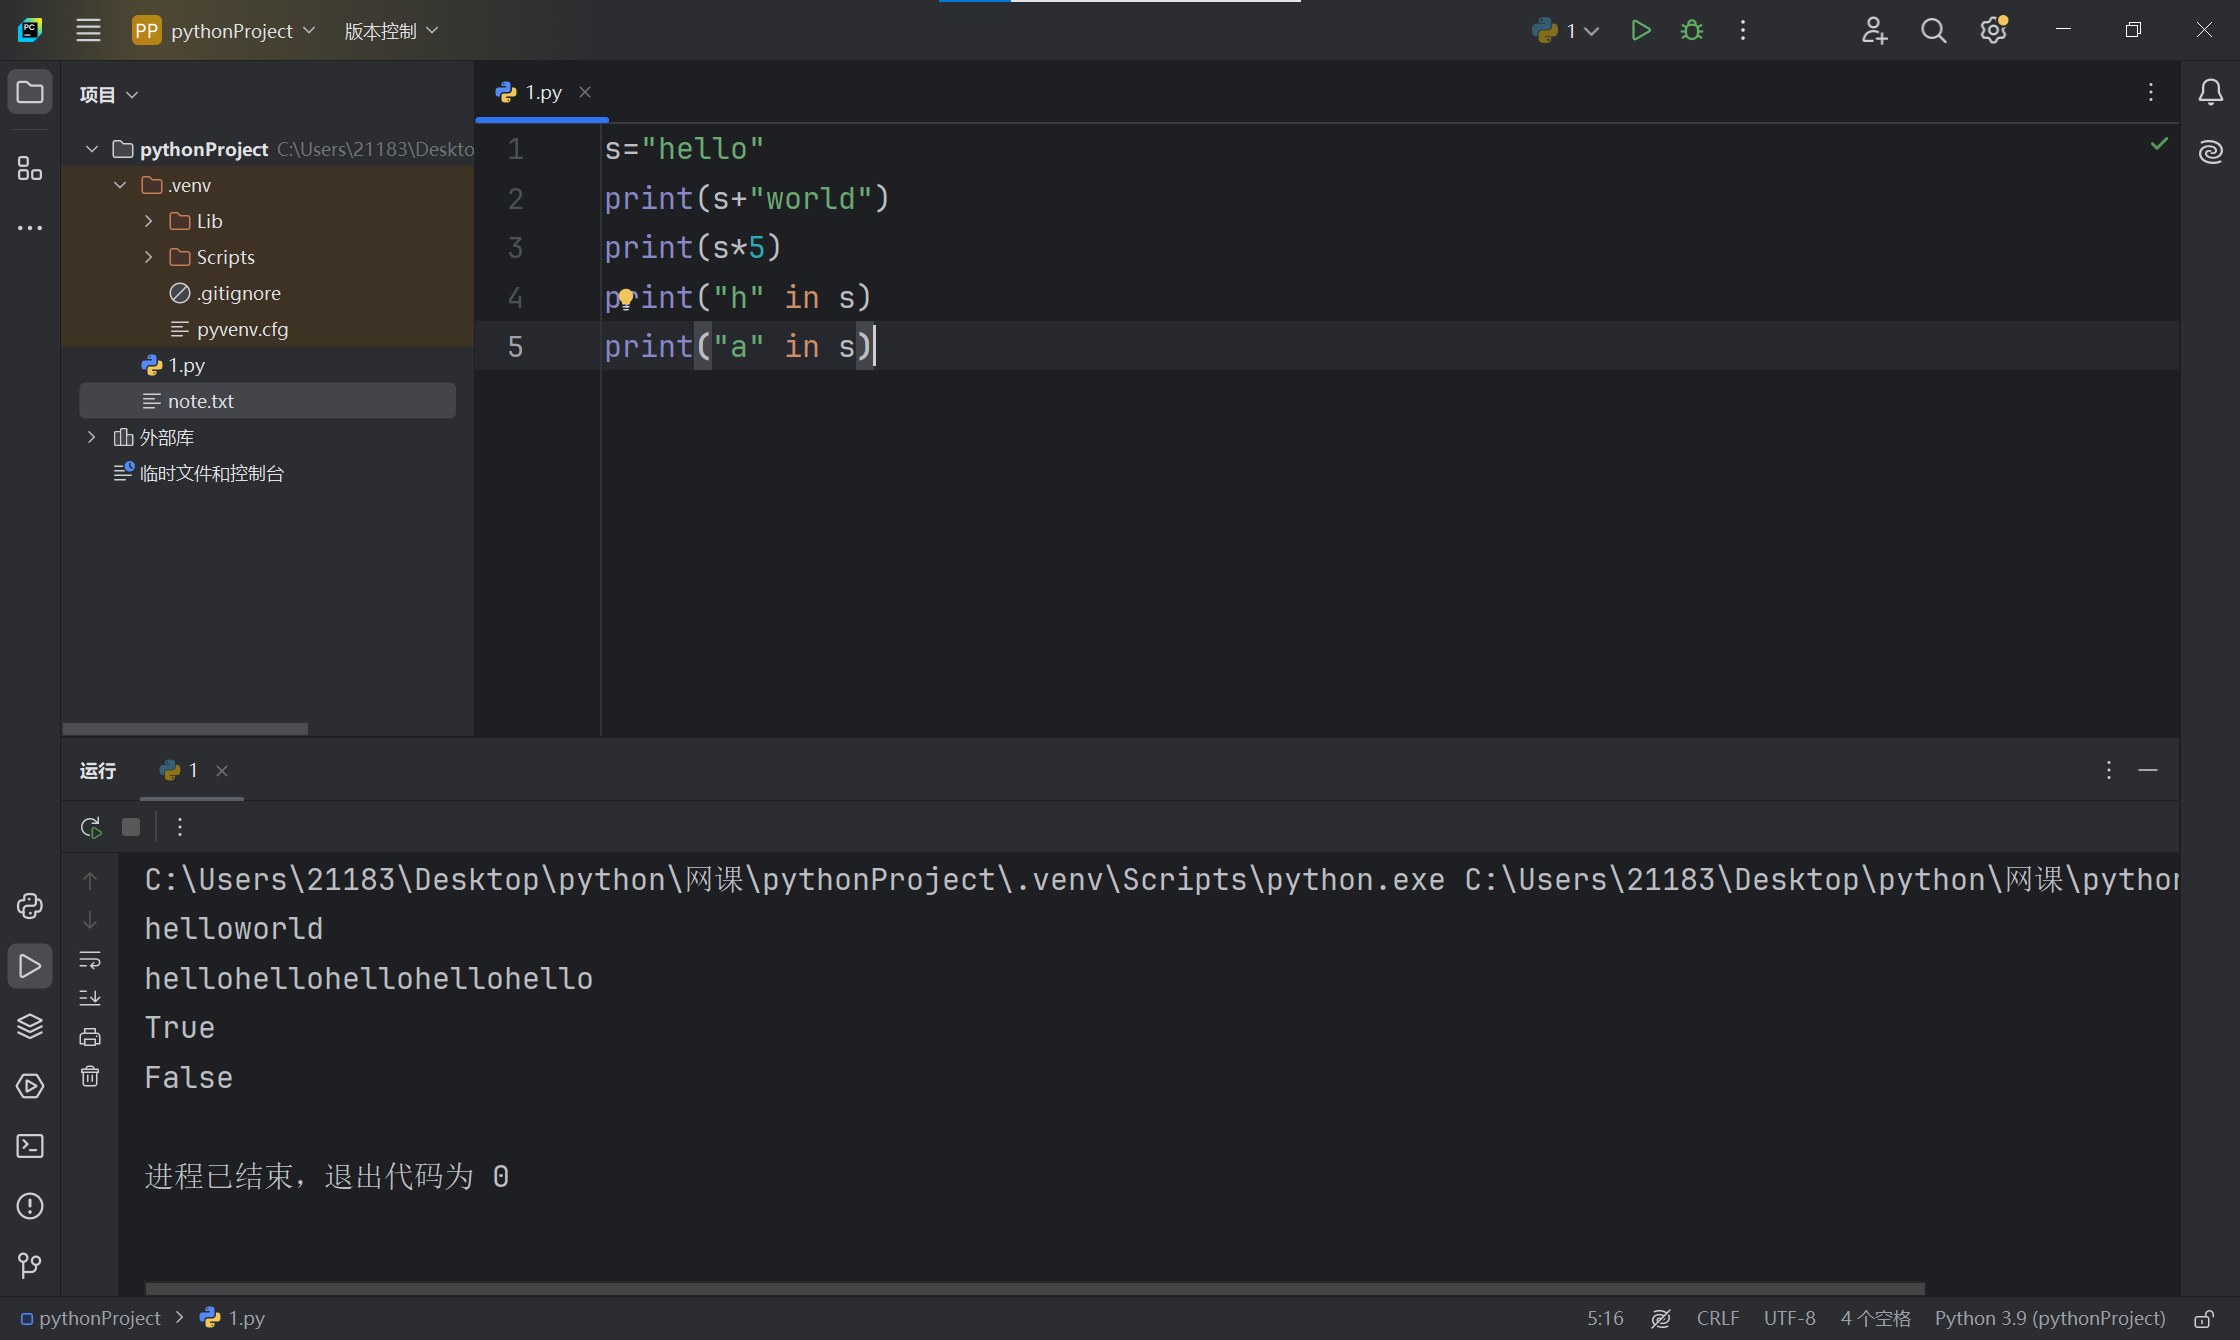 PP pythonProject 版本控制 1
项目
pythonProject C:\Users\21183\Deskto
.venv
Lib
Scripts
.gitignore
pyvenv.cfg
1.py
note.txt
外部库
临时文件和控制台
1.py
1 s="hello"
2 print(s+"world")
3 print(s*5)
4 print("h" in s)
5 print("a" in s)
运行 1
C:\Users\21183\Desktop\python\网课\pythonProject\.venv\Scripts\python.exe C:\Users\21183\Desktop\python\网课\python
helloworld
hellohellohellohellohello
True
False
进程已结束，退出代码为 0
pythonProject > 1.py 5:16 CRLF UTF-8 4 个空格 Python 3.9 (pythonProject)